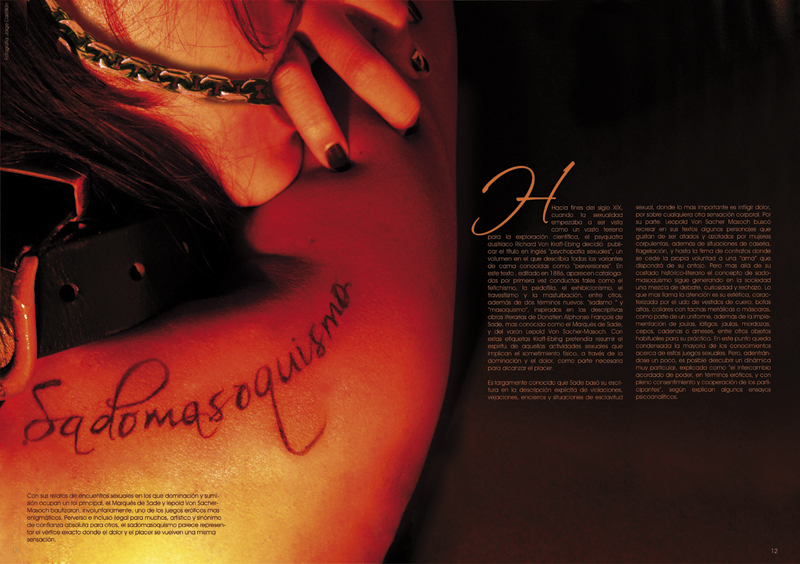 Fotografía: Jorge
Sadomasoquismo
Con sus relatos de encuentros sexuales en los que dominación y sumi-
sión ocupan un rol principal, el Marqués de Sade y lepold Von Sacher-
Masoch bautizaron, involuntariamente, uno de los juegos eróticos mas
enigmáticos. Perverso e incluso ilegal para muchos, artístico y sinónimo
de confianza absoluta para otros, el sadomasoquismo parece represen-
tar el vértice exacto donde el dolor y el placer se vuelven una misma
sensación.
H
Hacia fines del siglo XIX,
cuando la sexualidad
empezaba a ser vista
como un vasto terreno
para la exploración científica, el psiquiatra
austríaco Richard Von Kraft-Ebing decidió publi-
car el título en inglés "psychopatia sexuales", un
volumen en el que describía todas las variantes
de cama conocidas como "perversiones". En
este texto , editado en 1886, aparecen cataloga-
das por primera vez conductas tales como el
fetichismo, la pedofilia, el exhibicionismo, el
travestismo y la masturbación, entre otros,
además de dos términos nuevos: "sadismo " y
"masoquismo", inspirados en las descriptivas
obras literarias de Donatien Alphonse François de
Sade, mas conocido como el Marqués de Sade,
y del varón Leopold Von Sacher-Masoch. Con
estas etiquetas Kraft-Ebing pretendía resumir el
espíritu de aquellas actividades sexuales que
implican el sometimiento físico, a través de la
dominación y el dolor, como parte necesaria
para alcanzar el placer.
Es largamente conocido que Sade basó su escri-
tura en la descripción explícita de violaciones,
vejaciones, encierros y situaciones de esclavitud
sexual, donde lo mas importante es infligir dolor,
por sobre cualquiera otra sensación corporal. Por
su parte, Leopold Von Sacher Masoch buscó
recrear en sus textos algunos personajes que
gustan de ser atados y azotados por mujeres
corpulentas, además de situaciones de cacería,
flagelación, y hasta la firma de contratos donde
se cede la propia voluntad a una "ama" que
dispondrá de su antojo. Pero mas alla de su
costado histórico-literario el concepto de sado-
masoquismo sigue generando en la sociedad
una mezcla de debate, curiosidad y rechazo. Lo
que mas llama la atención es su estética, carac-
terizada por el udo de vestidos de cuero, botas
altas, collares con tachas metálicas o máscaras,
como parte de un uniforme, además de la imple-
mentación de jaulas, látigos, jaulas, mordazas,
cepos, cadenas o arneses, entre otros objetos
habituales para su práctica. En este punto queda
condensada la mayoría de los conocimientos
acerca de estos juegos sexuales. Pero, adentrán-
dose un poco, es posible descubrir un dinámica
muy particular, explicada como "el intercambio
acordado de poder, en términos eróticos, y con
pleno consentimiento y cooperación de los parti-
cipantes", según explican algunos ensayos
psicoanalíticos.
12